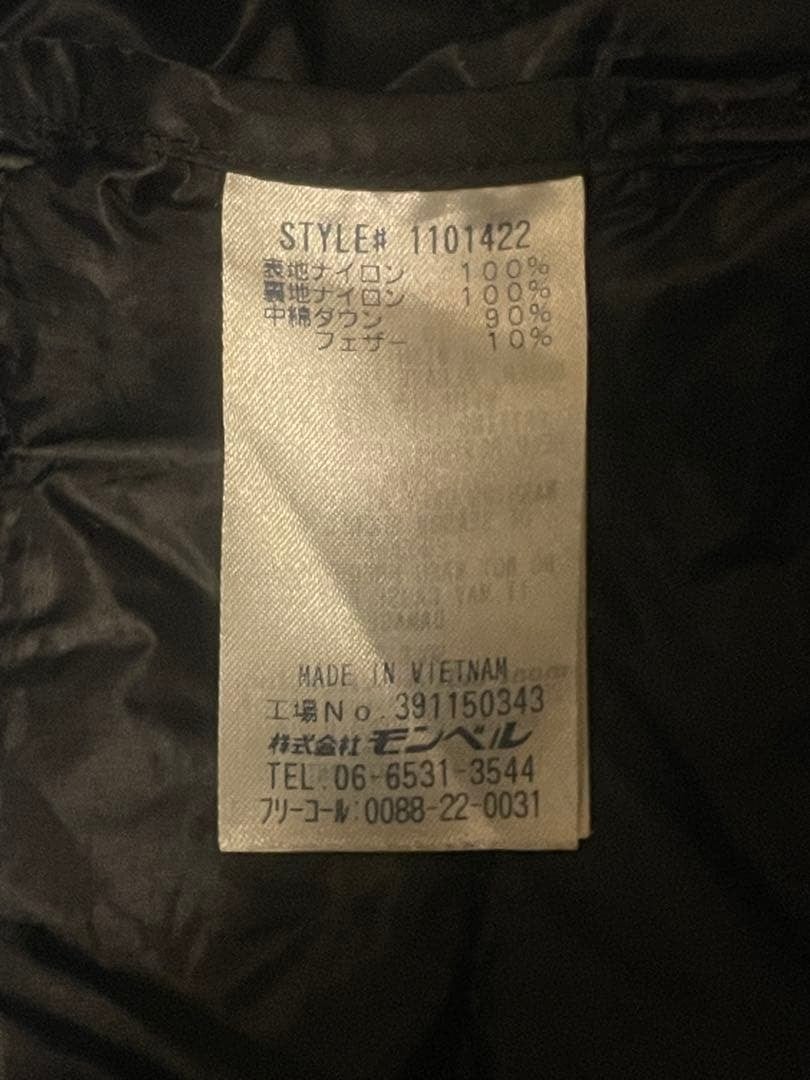 STYLE# 1101422
表地ナイロン 100%
裏地ナイロン 100%
中綿ダウン 90%
フェザー 10%
MADE IN VIETNAM
工場No.391150343
株式会社モンベル
TEL:06-6531-3544
フリーコール:0088-22-0031